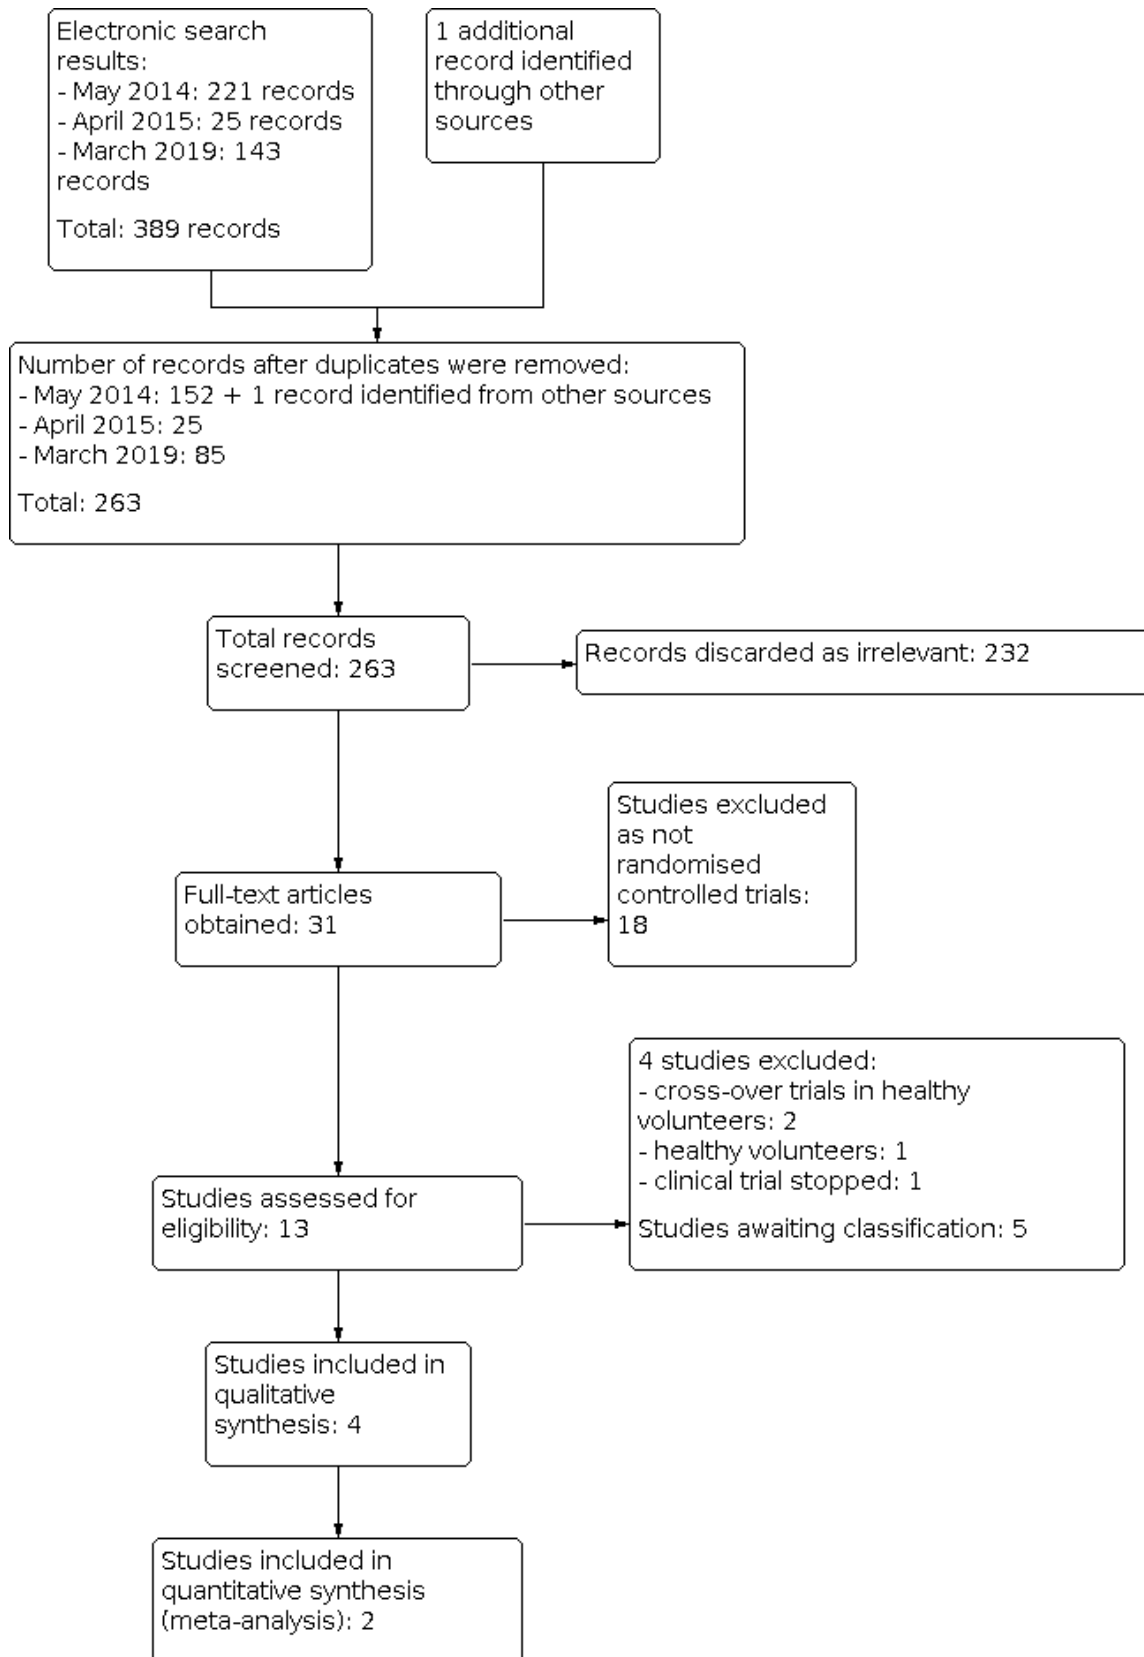 Electronic search
results:
- May 2014: 221 records
- April 2015: 25 records
- March 2019: 143
records
Total: 389 records
1 additional
record identified
through other
sources
Number of records after duplicates were removed:
- May 2014: 152 + 1 record identified from other sources
- April 2015: 25
- March 2019: 85
Total: 263
Total records
screened: 263
Records discarded as irrelevant: 232
Full-text articles
obtained: 31
Studies excluded
as not
randomised
controlled trials:
18
Studies assessed for
eligibility: 13
4 studies excluded:
- cross-over trials in healthy
volunteers: 2
- healthy volunteers: 1
- clinical trial stopped: 1
Studies awaiting classification: 5
Studies included in
qualitative
synthesis: 4
Studies included in
quantitative synthesis
(meta-analysis): 2